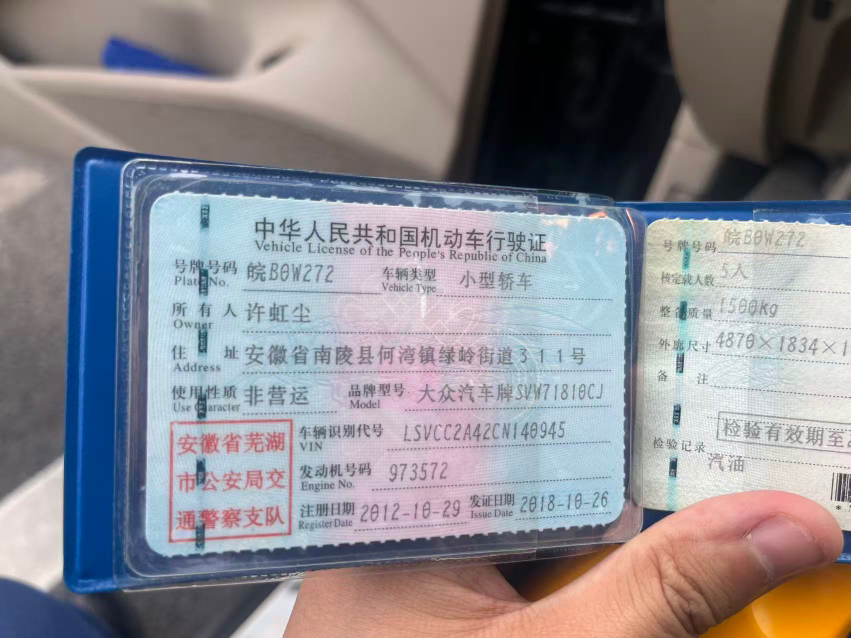 中华人民共和国机动车行驶证
Vehicle License of the People's Republic of China
号牌号码 皖B0W272 车辆类型 小型轿车
Plate No. Vehicle Type
所有人 许虹尘
Owner
住址 安徽省南陵县何湾镇绿岭街道311号
Address
使用性质 非营运 品牌型号 大众汽车牌SVW71810CJ
Use Character Model
安徽省芜湖
市公安局交
通警察支队
车辆识别代号 LSVCC2A42CN140945
VIN
发动机号码 973572
Engine No.
注册日期 2012-10-29 发证日期 2018-10-26
Register Date Issue Date
号牌号码 皖B0W272
核定载人数 5人
整备质量 1500kg
外廓尺寸 4870×1834×1
备注
检验有效期至
检验记录
汽油